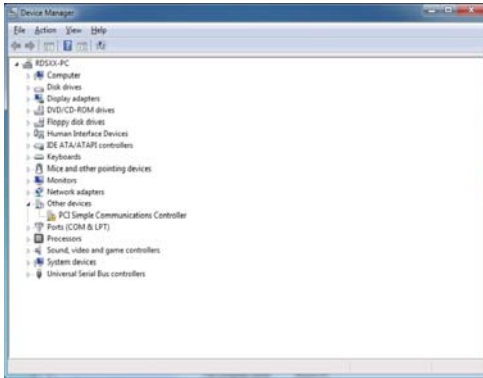 Device Manager
File Action View Help
RDSXX-PC
Computer
Disk drives
Display adapters
DVD/CD-ROM drives
Floppy disk drives
Human Interface Devices
IDE ATA/ATAPI controllers
Keyboards
Mice and other pointing devices
Monitors
Network adapters
Other devices
PCI Simple Communications Controller
Ports (COM & LPT)
Processors
Sound, video and game controllers
System devices
Universal Serial Bus controllers